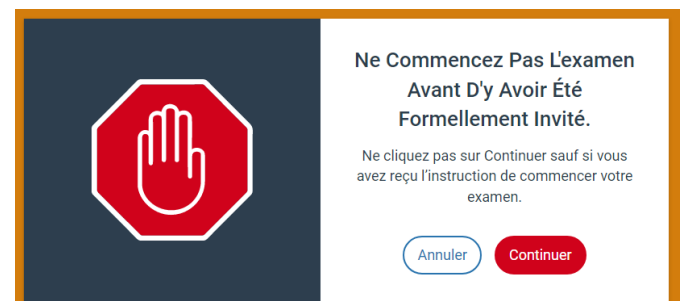 Ne Commencez Pas L'examen
Avant D'y Avoir Été
Formellement Invité.
Ne cliquez pas sur Continuer sauf si vous
avez reçu l’instruction de commencer votre
examen.
Annuler
Continuer